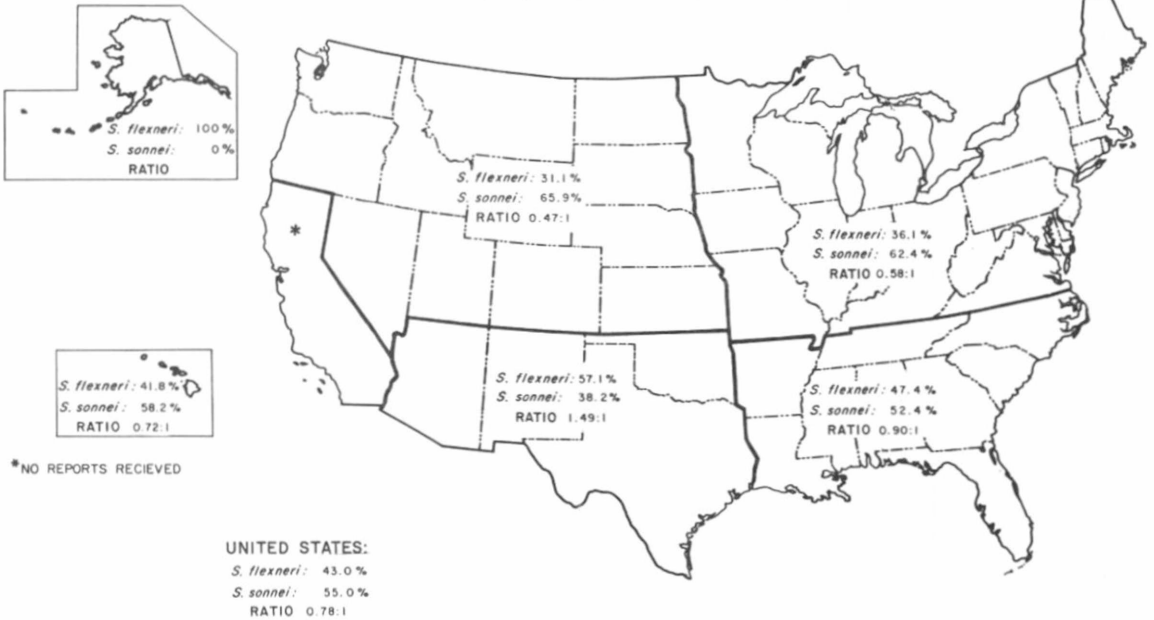 S. flexneri: 100%
S. sonnei: 0%
RATIO
S. flexneri: 31.1%
S. sonnei: 65.9%
RATIO 0.47:1
*
S. flexneri: 36.1%
S. sonnei: 62.4%
RATIO 0.58:1
S. flexneri: 41.8%
S. sonnei: 58.2%
RATIO 0.72:1
S. flexneri: 57.1%
S. sonnei: 38.2%
RATIO 1.49:1
S. flexneri: 47.4%
S. sonnei: 52.4%
RATIO 0.90:1
*NO REPORTS RECIEVED
UNITED STATES:
S. flexneri: 43.0%
S. sonnei: 55.0%
RATIO 0.78:1